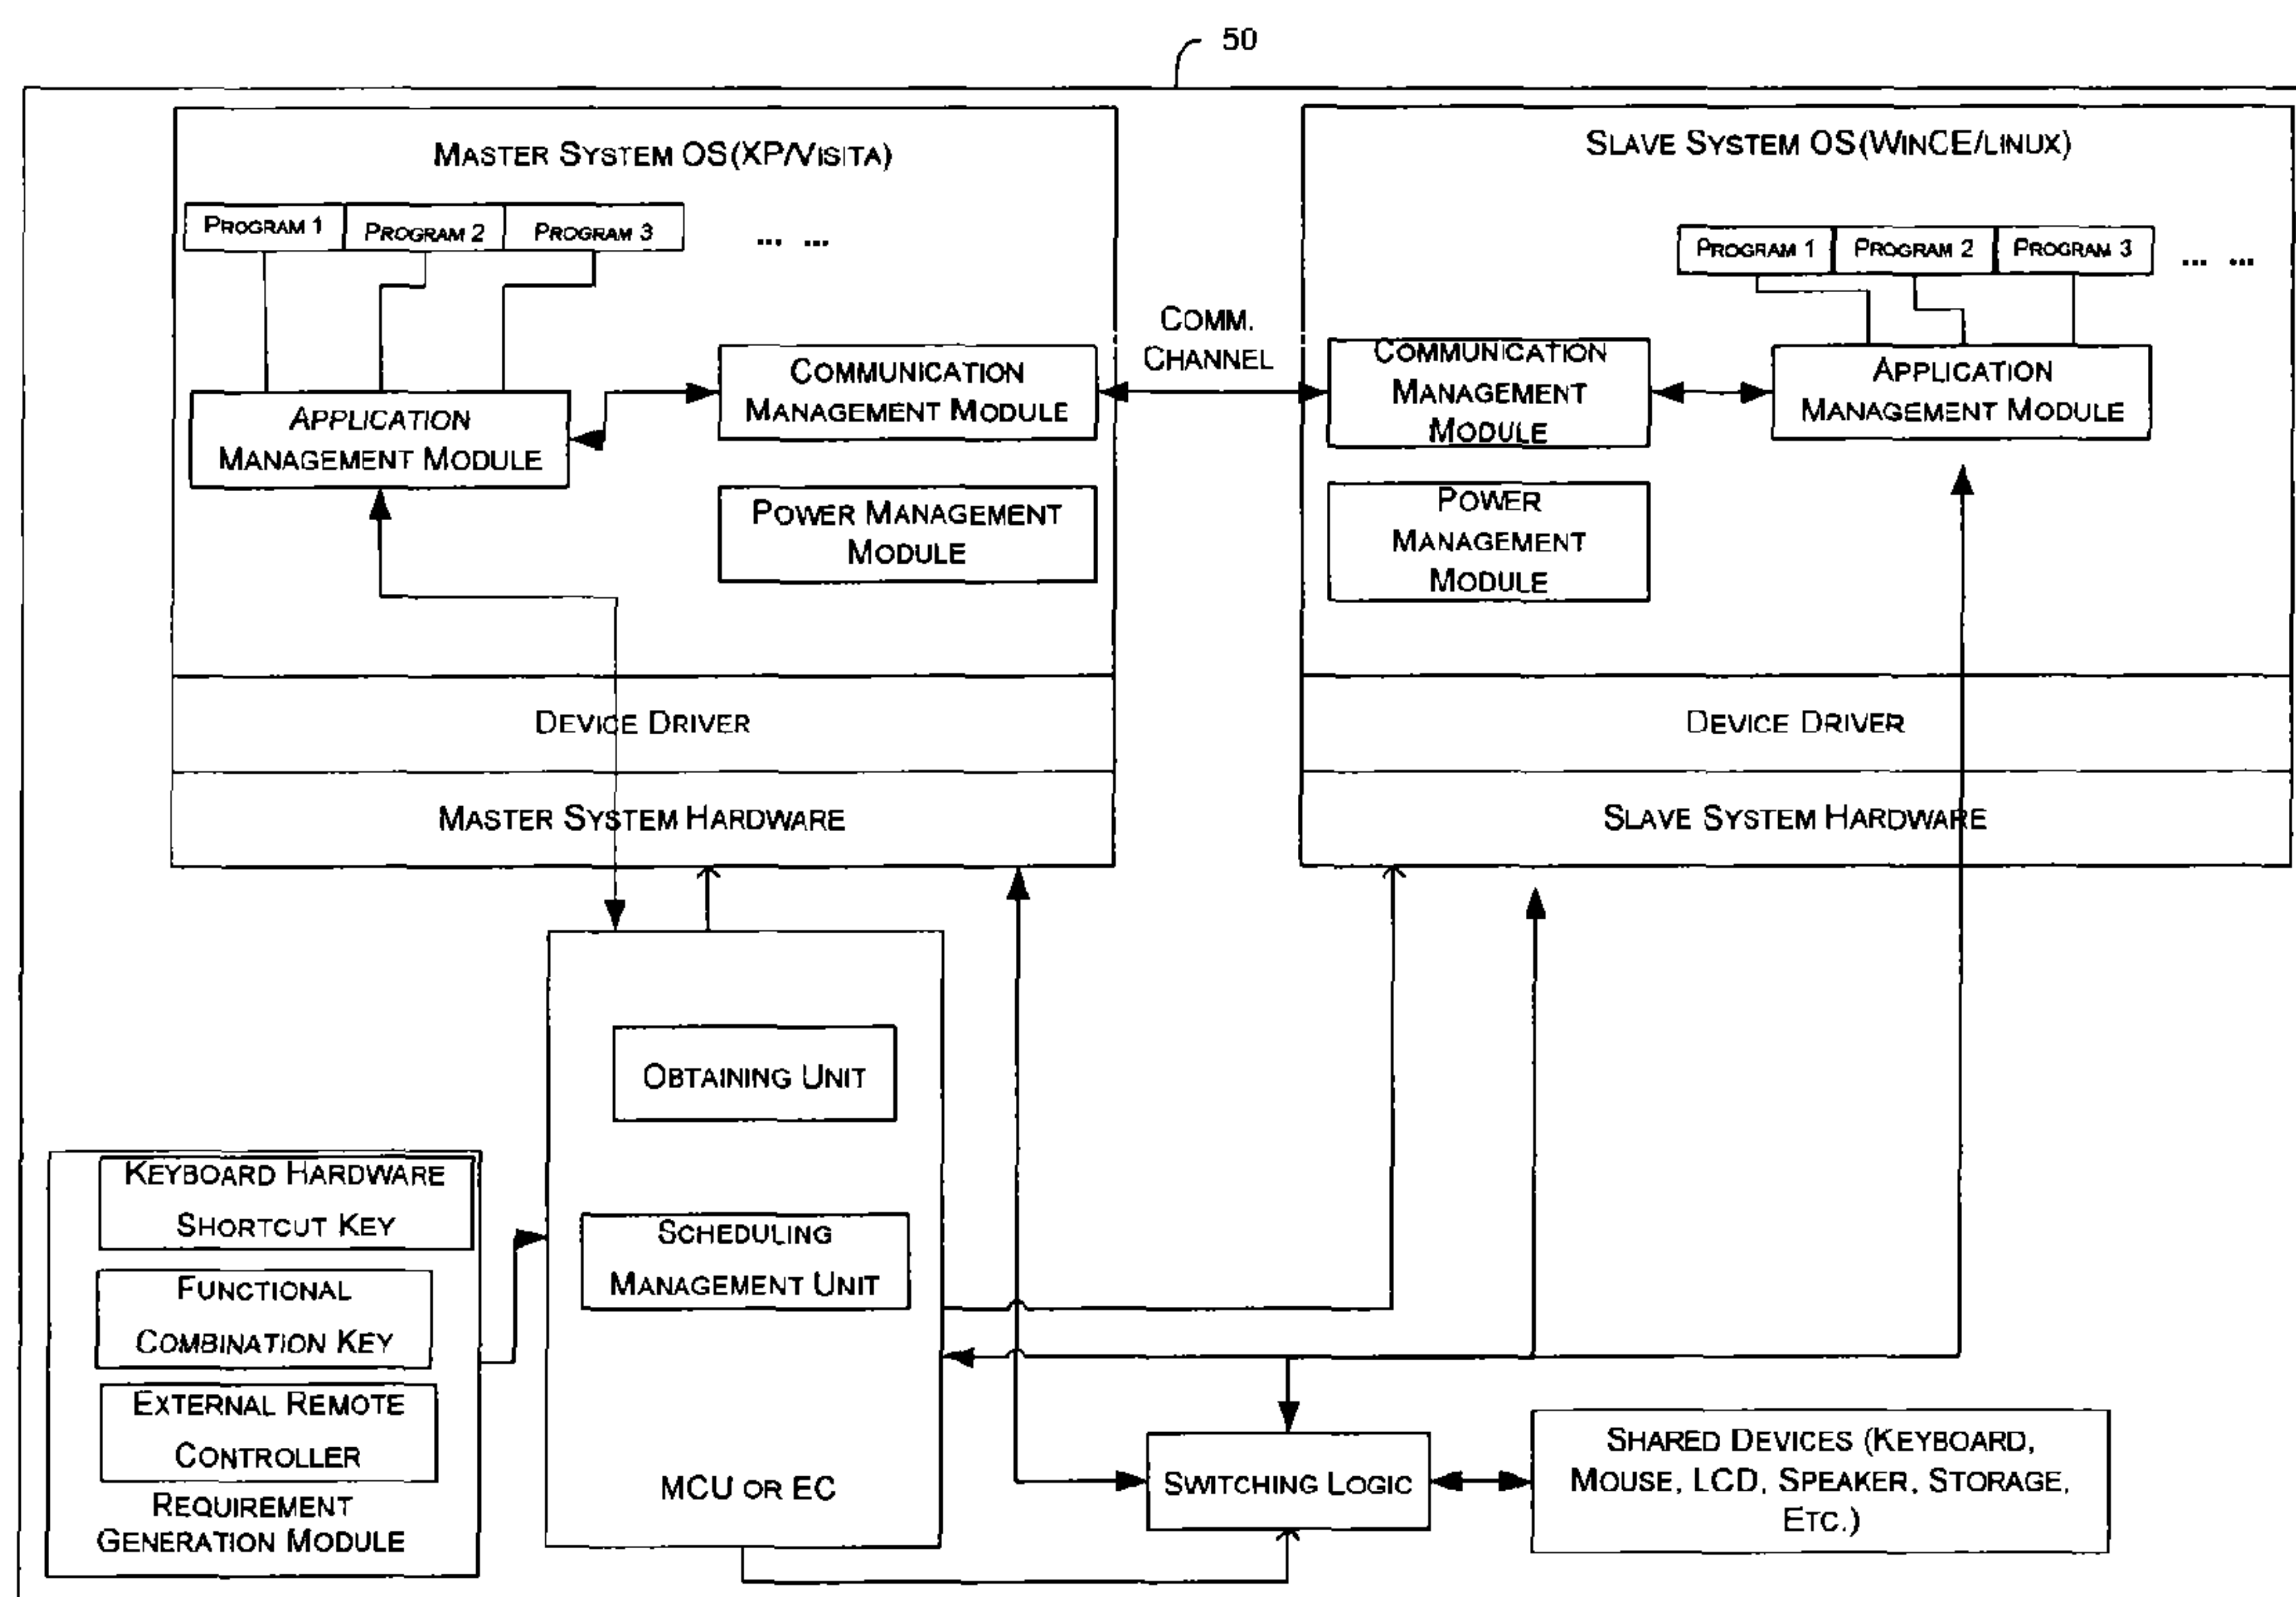 50
MASTER SYSTEM OS(XP/VISITA)
PROGRAM 1 PROGRAM 2 PROGRAM 3 ... ...
APPLICATION
MANAGEMENT MODULE
COMMUNICATION
MANAGEMENT MODULE
POWER MANAGEMENT
MODULE
DEVICE DRIVER
MASTER SYSTEM HARDWARE
COMM.
CHANNEL
SLAVE SYSTEM OS(WINCE/LINUX)
PROGRAM 1 PROGRAM 2 PROGRAM 3 ... ...
COMMUNICATION
MANAGEMENT
MODULE
APPLICATION
MANAGEMENT MODULE
POWER
MANAGEMENT
MODULE
DEVICE DRIVER
SLAVE SYSTEM HARDWARE
OBTAINING UNIT
SCHEDULING
MANAGEMENT UNIT
MCU OR EC
KEYBOARD HARDWARE
SHORTCUT KEY
FUNCTIONAL
COMBINATION KEY
EXTERNAL REMOTE
CONTROLLER
REQUIREMENT
GENERATION MODULE
SWITCHING LOGIC
SHARED DEVICES (KEYBOARD,
MOUSE, LCD, SPEAKER, STORAGE,
ETC.)